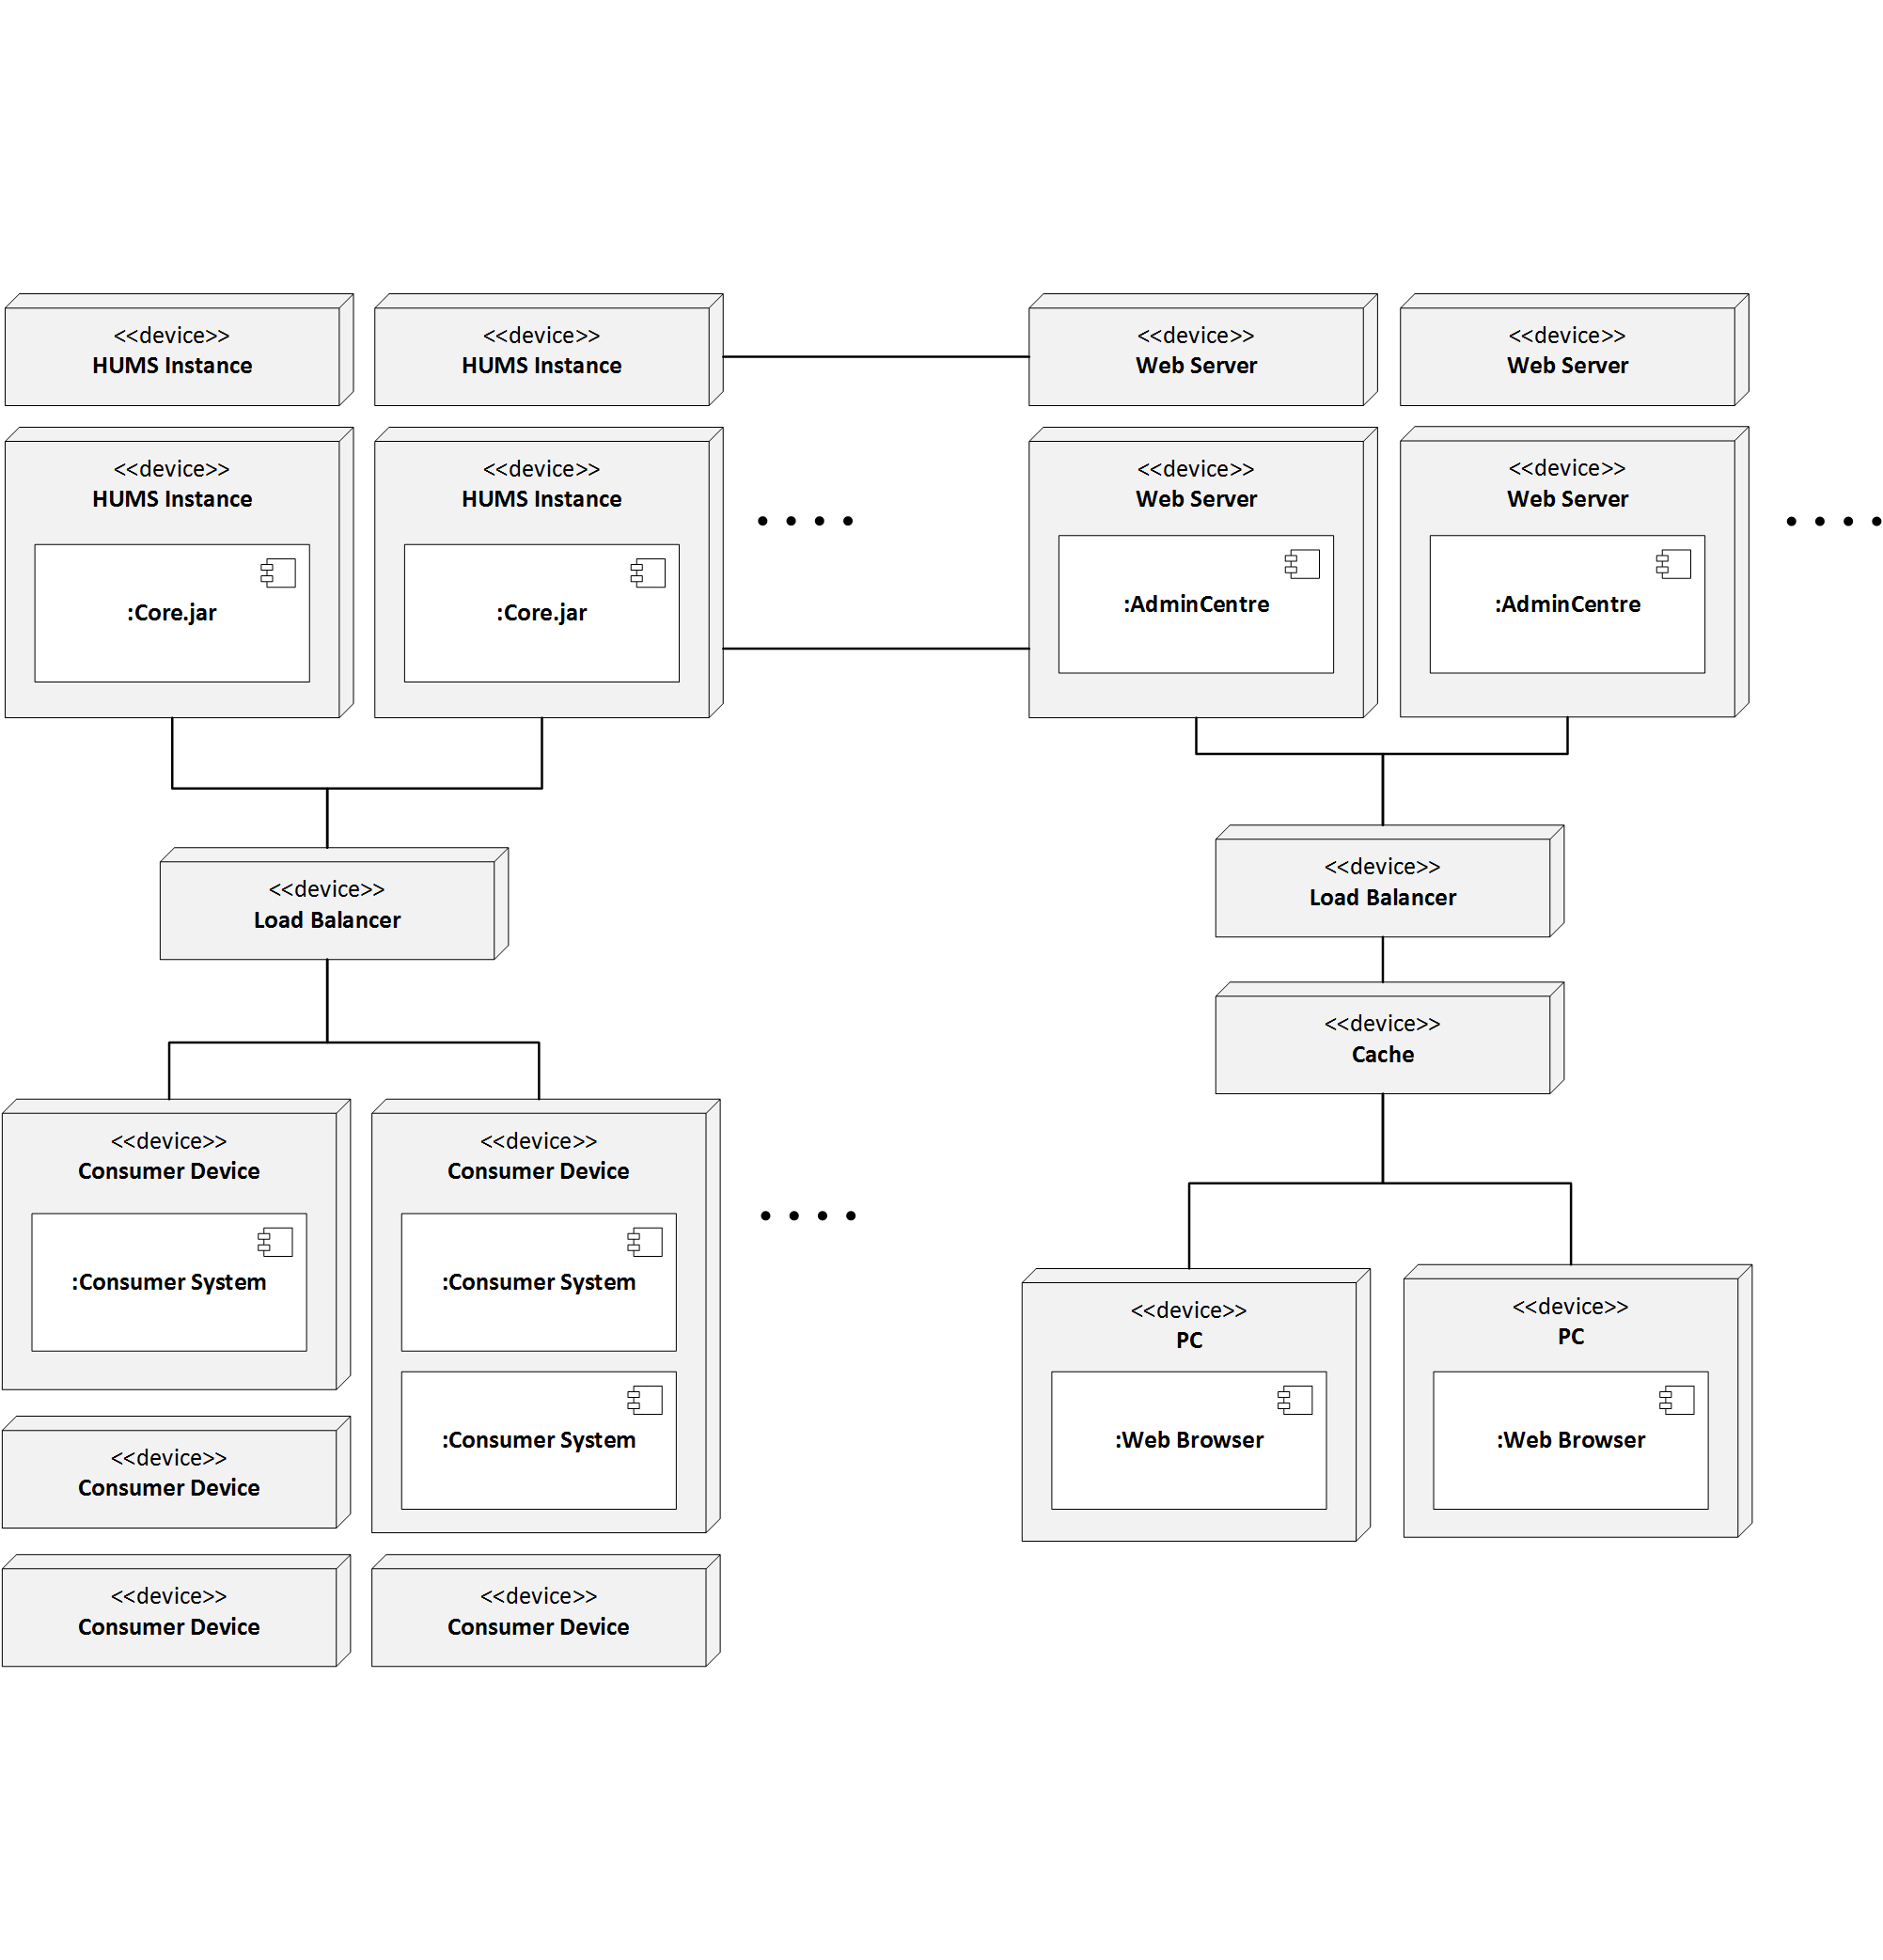 <<device>>
HUMS Instance
<<device>>
HUMS Instance
<<device>>
Web Server
<<device>>
Web Server
<<device>>
HUMS Instance
:Core.jar
<<device>>
HUMS Instance
:Core.jar
<<device>>
Web Server
:AdminCentre
<<device>>
Web Server
:AdminCentre
<<device>>
Load Balancer
<<device>>
Load Balancer
<<device>>
Cache
<<device>>
Consumer Device
:Consumer System
<<device>>
Consumer Device
:Consumer System
:Consumer System
<<device>>
PC
:Web Browser
<<device>>
PC
:Web Browser
<<device>>
Consumer Device
<<device>>
Consumer Device
<<device>>
Consumer Device